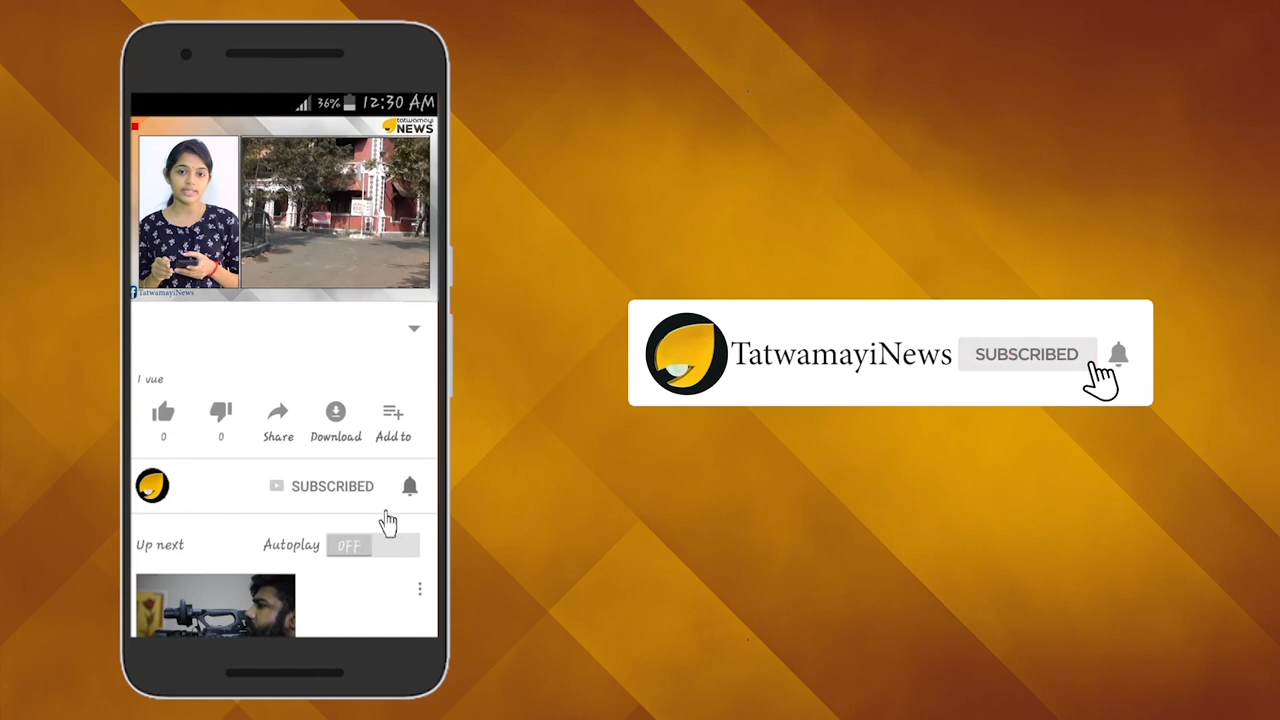 36% 12:30 AM
tatwamayi
NEWS
TatwamayiNews
1 vue
0
0
Share
Download
Add to
SUBSCRIBED
Up next
Autoplay
OFF
TatwamayiNews
SUBSCRIBED